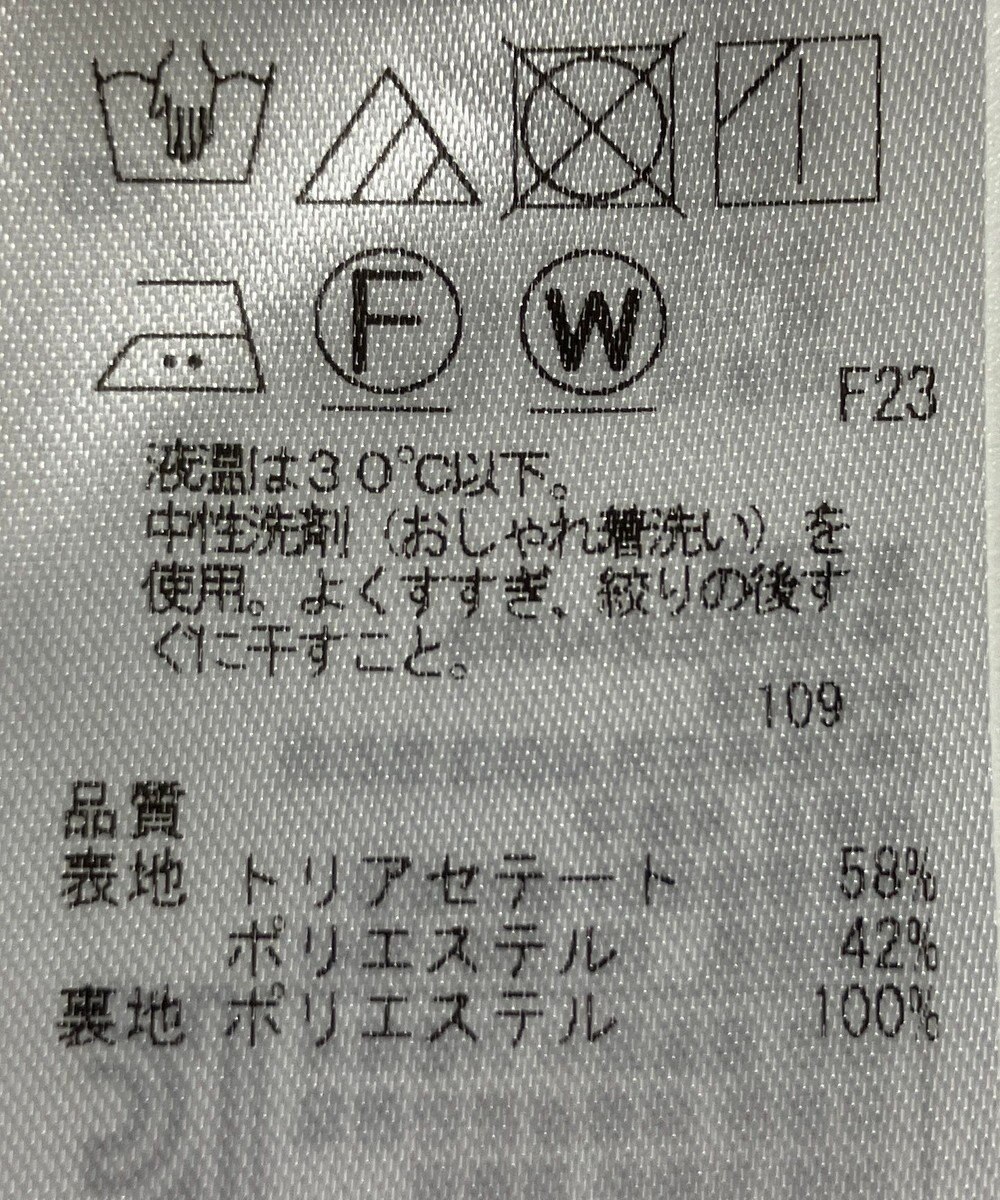 F W
F23
液温は30℃以下。
中性洗剤（おしゃれ着洗い）を
使用。よくすすぎ、絞りの後す
ぐに干すこと。
109
品質
表地 トリアセテート 58%
ポリエステル 42%
裏地 ポリエステル 100%